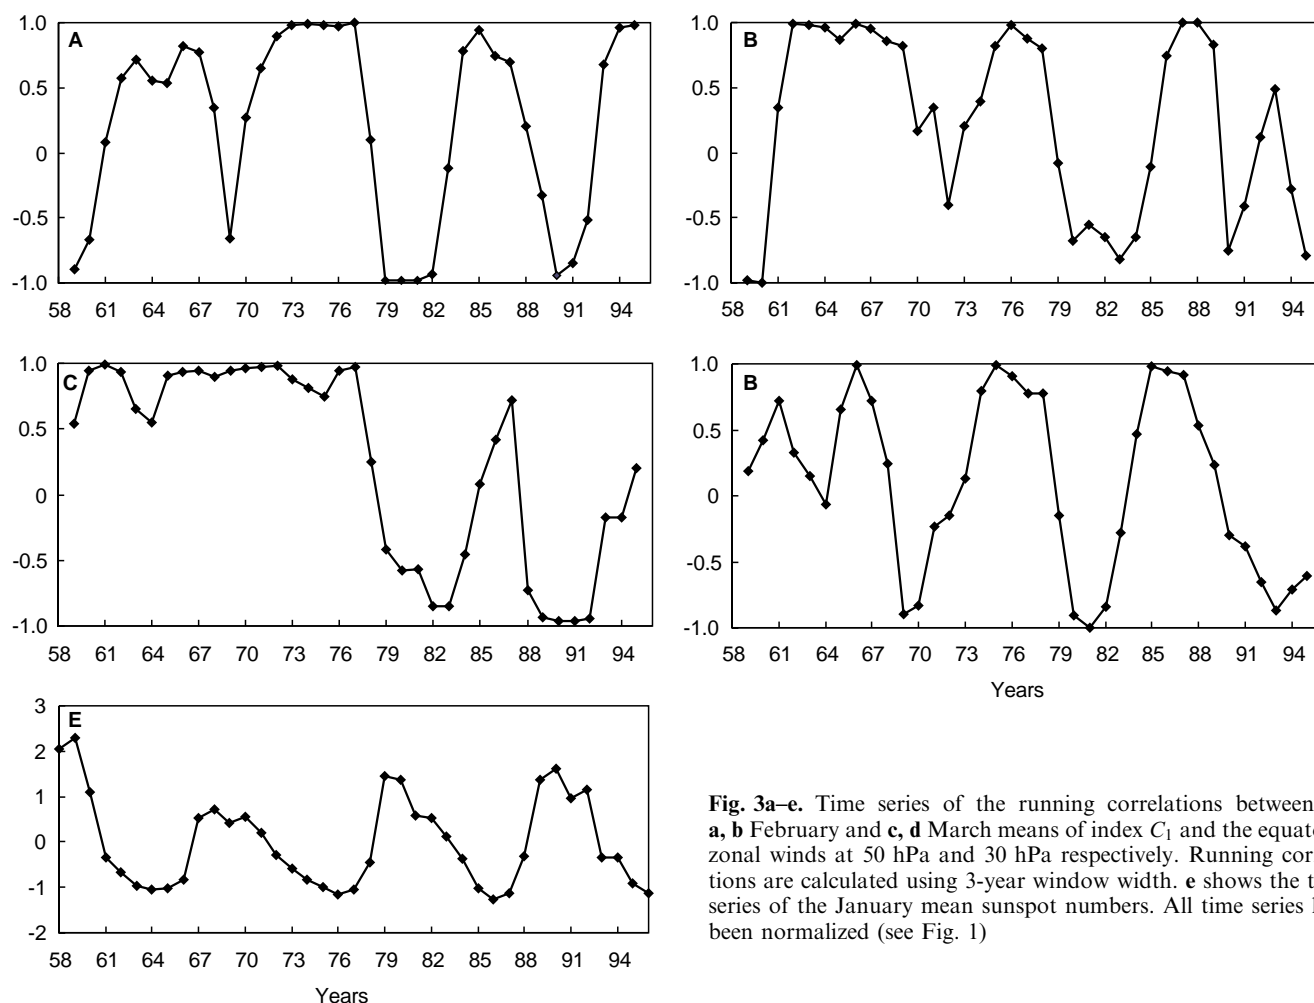 A
1.0
0.5
0
-0.5
-1.0
58 61 64 67 70 73 76 79 82 85 88 91 94
B
1.0
0.5
0
-0.5
-1.0
58 61 64 67 70 73 76 79 82 85 88 91 94
C
1.0
0.5
0
-0.5
-1.0
58 61 64 67 70 73 76 79 82 85 88 91 94
B
1.0
0.5
0
-0.5
-1.0
58 61 64 67 70 73 76 79 82 85 88 91 94
Years
E
3
2
1
0
-1
-2
58 61 64 67 70 73 76 79 82 85 88 91 94
Years
Fig. 3a–e. Time series of the running correlations between
a, b February and c, d March means of index C1 and the
zonal winds at 50 hPa and 30 hPa respectively. Running
tions are calculated using 3-year window width. e shows the
series of the January mean sunspot numbers. All time series
been normalized (see Fig. 1)